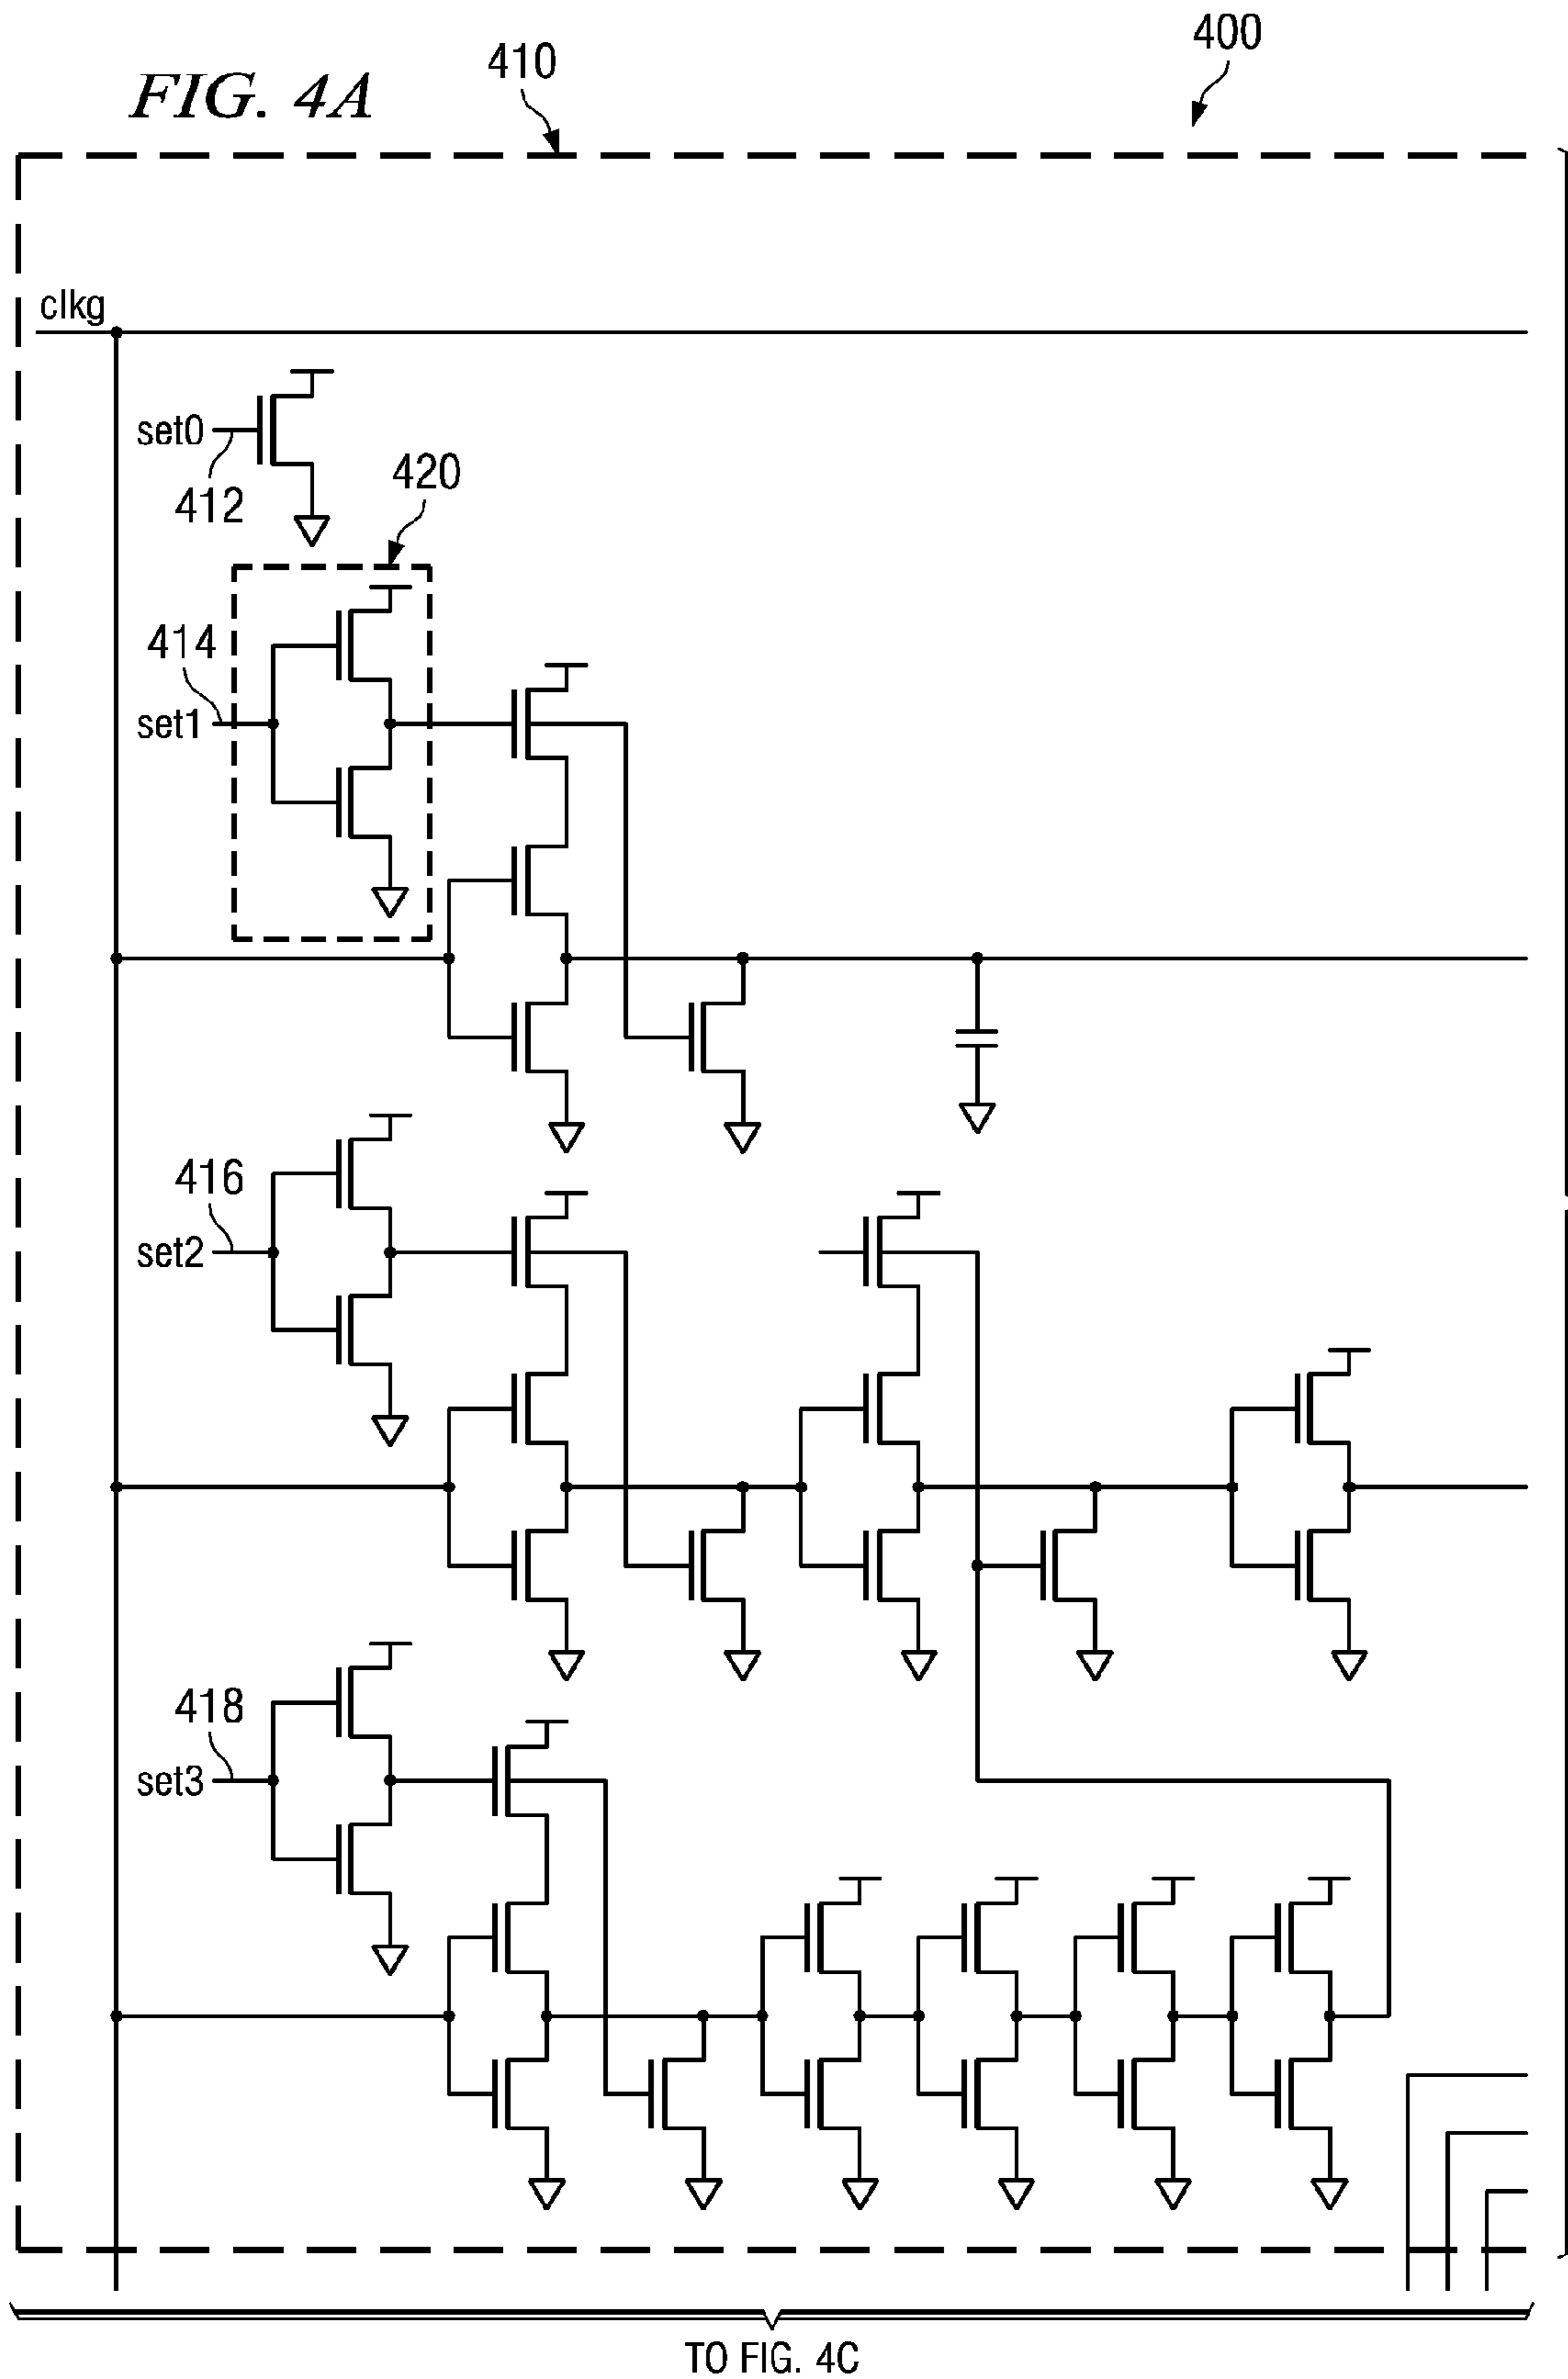 400
410
FIG. 4A
clkg
set0
412
420
414
set1
416
set2
418
set3
TO FIG. 4C